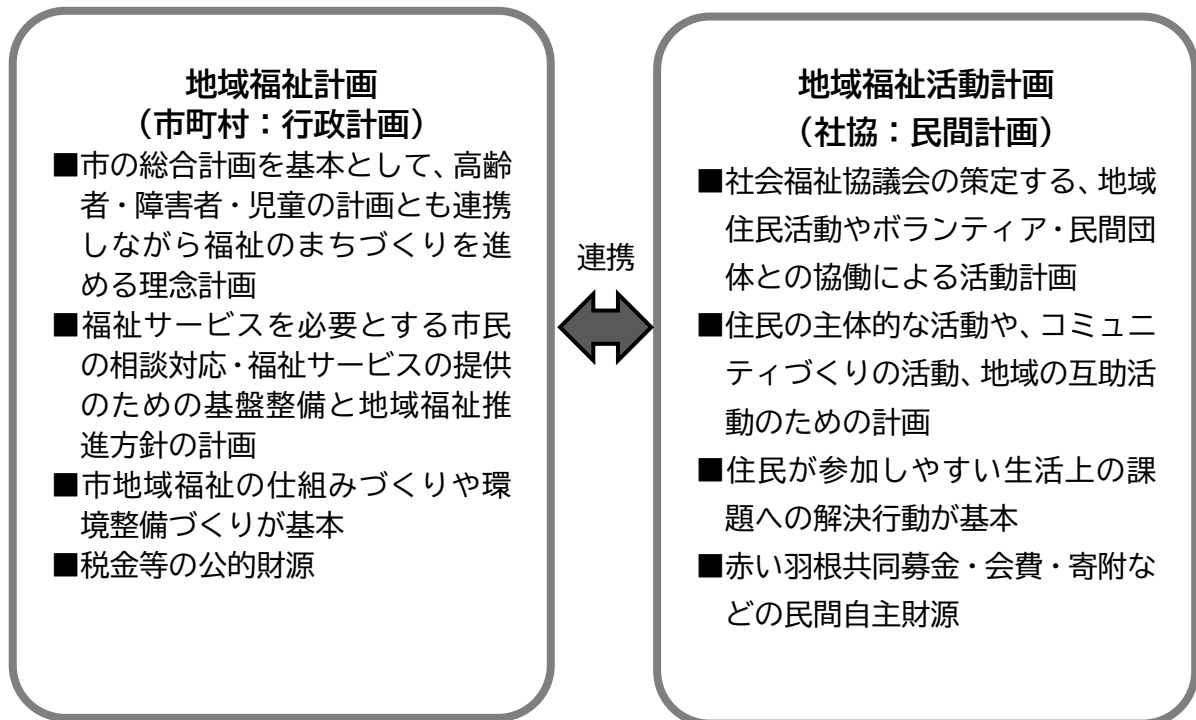 地域福祉計画
（市町村：行政計画）
■市の総合計画を基本として、高齢
者・障害者・児童の計画とも連携
しながら福祉のまちづくりを進
める理念計画
■福祉サービスを必要とする市民
の相談対応・福祉サービスの提供
のための基盤整備と地域福祉推
進方針の計画
■市地域福祉の仕組みづくりや環
境整備づくりが基本
■税金等の公的財源
連携
地域福祉活動計画
（社協：民間計画）
■社会福祉協議会の策定する、地域
住民活動やボランティア・民間団
体との協働による活動計画
■住民の主体的な活動や、コミュニ
ティづくりの活動、地域の互助活
動のための計画
■住民が参加しやすい生活上の課
題への解決行動が基本
■赤い羽根共同募金・会費・寄附な
どの民間自主財源